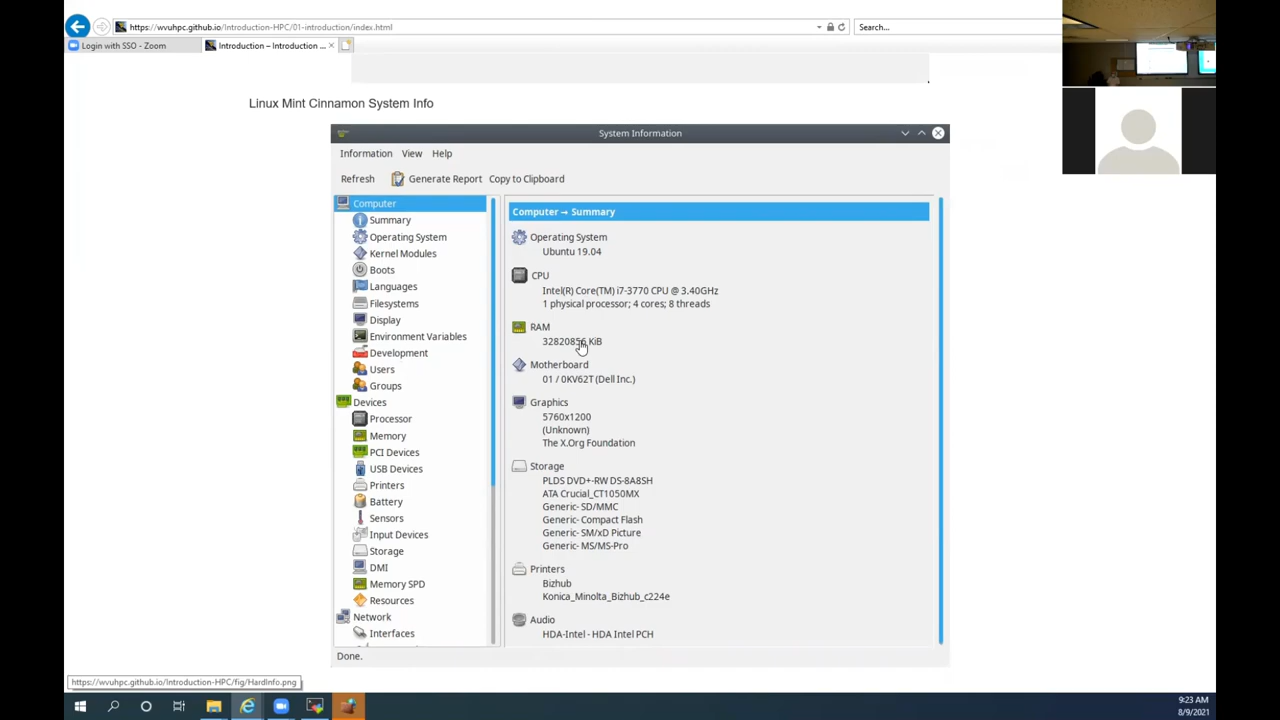 https://wvuhpc.github.io/Introduction-HPC/01-introduction/index.html
Search...
Login with SSO - Zoom
Introduction – Introduction ...
Linux Mint Cinnamon System Info
System Information
Information View Help
Refresh Generate Report Copy to Clipboard
Computer
Summary
Operating System
Kernel Modules
Boots
Languages
Filesystems
Display
Environment Variables
Development
Users
Groups
Devices
Processor
Memory
PCI Devices
USB Devices
Printers
Battery
Sensors
Input Devices
Storage
DMI
Memory SPD
Resources
Network
Interfaces
Computer → Summary
Operating System
Ubuntu 19.04
CPU
Intel(R) Core(TM) i7-3770 CPU @ 3.40GHz
1 physical processor; 4 cores; 8 threads
RAM
32820856 KiB
Motherboard
01 / 0KV62T (Dell Inc.)
Graphics
5760x1200
(Unknown)
The X.Org Foundation
Storage
PLDS DVD+-RW DS-8A8SH
ATA Crucial_CT1050MX
Generic- SD/MMC
Generic- Compact Flash
Generic- SM/xD Picture
Generic- MS/MS-Pro
Printers
Bizhub
Konica_Minolta_Bizhub_c224e
Audio
HDA-Intel - HDA Intel PCH
Done.
https://wvuhpc.github.io/Introduction-HPC/fig/HardInfo.png
9:23 AM
8/9/2021